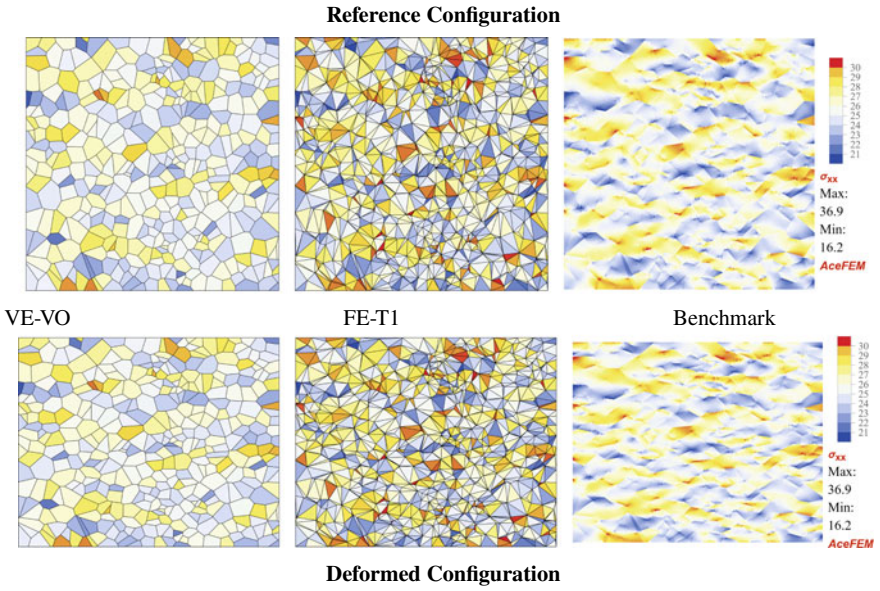 Reference Configuration
30
29
28
27
26
25
24
23
22
21
σxx
Max:
36.9
Min:
16.2
AceFEM
VE-VO FE-T1 Benchmark
30
29
28
27
26
25
24
23
22
21
σxx
Max:
36.9
Min:
16.2
AceFEM
Deformed Configuration